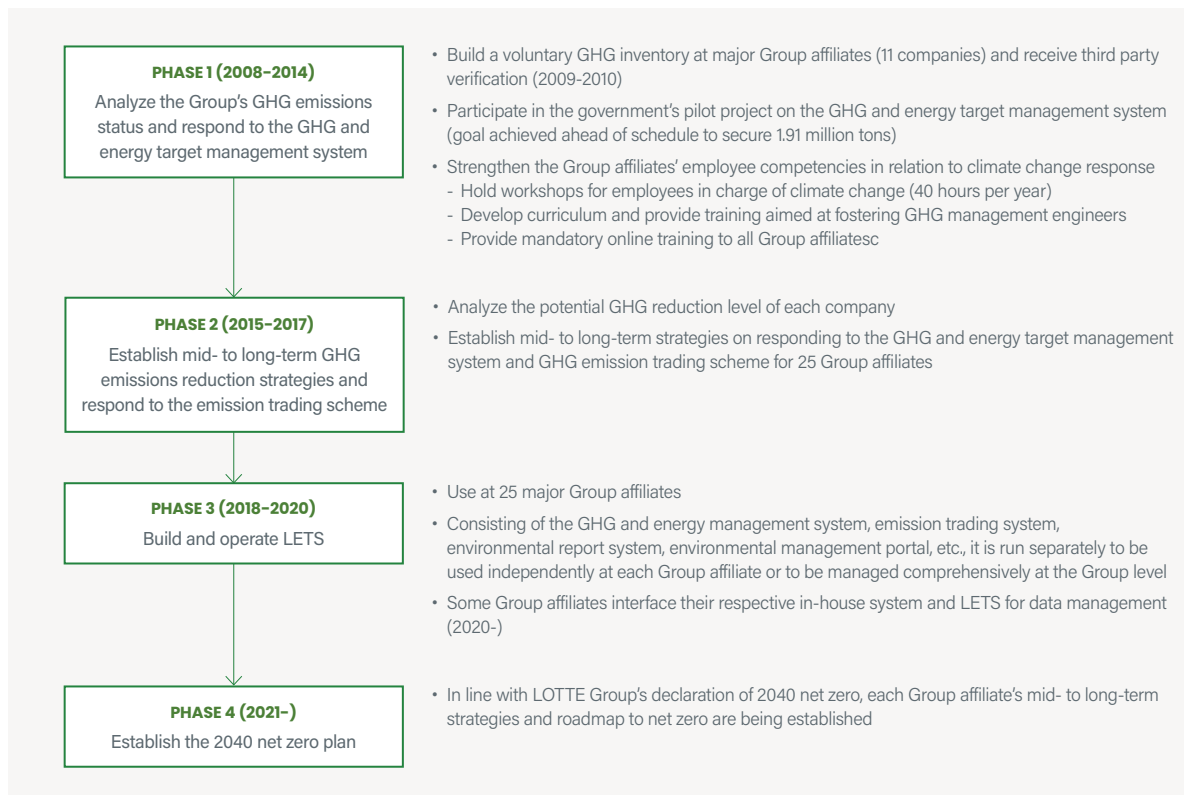 PHASE 1 (2008-2014)
Analyze the Group's GHG emissions
status and respond to the GHG and
energy target management system
• Build a voluntary GHG inventory at major Group affiliates (11 companies) and receive third party
verification (2009-2010)
• Participate in the government's pilot project on the GHG and energy target management system
(goal achieved ahead of schedule to secure 1.91 million tons)
• Strengthen the Group affiliates' employee competencies in relation to climate change response
- Hold workshops for employees in charge of climate change (40 hours per year)
- Develop curriculum and provide training aimed at fostering GHG management engineers
- Provide mandatory online training to all Group affiliatesc
PHASE 2 (2015-2017)
Establish mid- to long-term GHG
emissions reduction strategies and
respond to the emission trading scheme
• Analyze the potential GHG reduction level of each company
• Establish mid- to long-term strategies on responding to the GHG and energy target management
system and GHG emission trading scheme for 25 Group affiliates
PHASE 3 (2018-2020)
Build and operate LETS
• Use at 25 major Group affiliates
• Consisting of the GHG and energy management system, emission trading system,
environmental report system, environmental management portal, etc., it is run separately to be
used independently at each Group affiliate or to be managed comprehensively at the Group level
• Some Group affiliates interface their respective in-house system and LETS for data management
(2020-)
PHASE 4 (2021-)
Establish the 2040 net zero plan
• In line with LOTTE Group's declaration of 2040 net zero, each Group affiliate's mid- to long-term
strategies and roadmap to net zero are being established